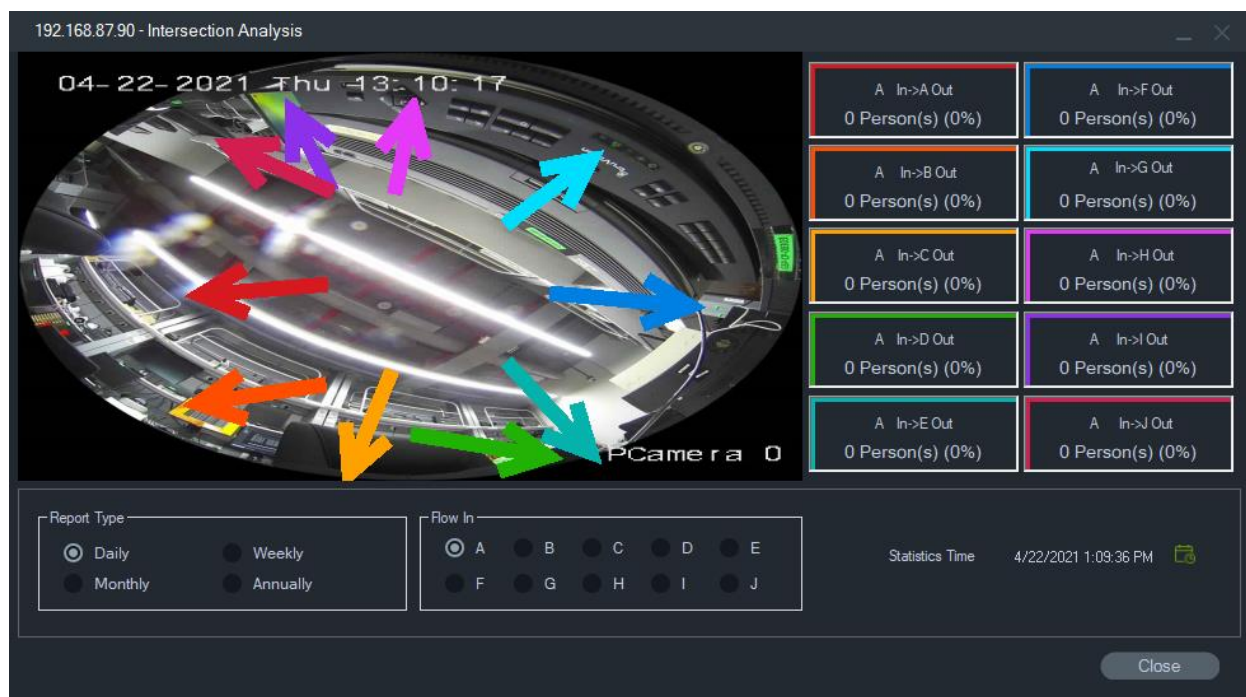 192.168.87.90 - Intersection Analysis
04-22-2021 Thu 13:10:17
PCamera 0
A In->A Out
0 Person(s) (0%)
A In->F Out
0 Person(s) (0%)
A In->B Out
0 Person(s) (0%)
A In->G Out
0 Person(s) (0%)
A In->C Out
0 Person(s) (0%)
A In->H Out
0 Person(s) (0%)
A In->D Out
0 Person(s) (0%)
A In->I Out
0 Person(s) (0%)
A In->E Out
0 Person(s) (0%)
A In->J Out
0 Person(s) (0%)
Report Type
Daily Weekly
Monthly Annually
Flow In
A B C D E
F G H I J
Statistics Time 4/22/2021 1:09:36 PM
Close